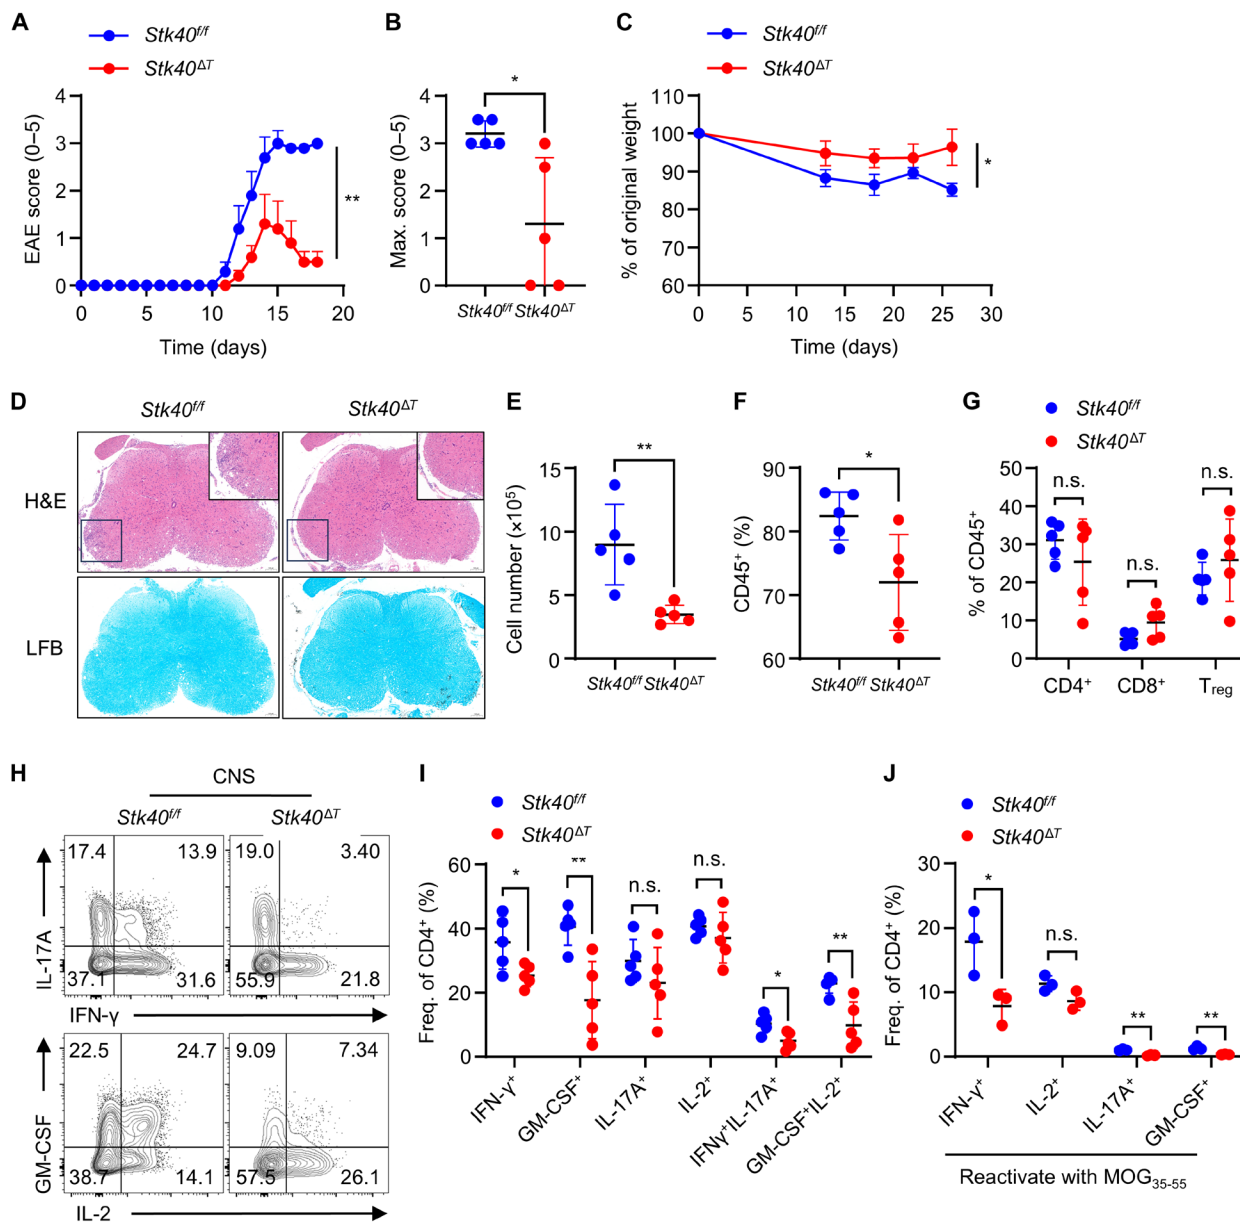 A
Stk40f/f
Stk40ΔT
EAE score (0–5)
4
3
2
1
0
0 5 10 15 20
Time (days)
**
B
Max. score (0–5)
4
3
2
1
0
*
Stk40f/f Stk40ΔT
C
Stk40f/f
Stk40ΔT
% of original weight
110
100
90
80
70
60
0 5 10 15 20 25 30
Time (days)
*
D
Stk40f/f Stk40ΔT
H&E
LFB
E
Cell number (×10⁵)
15
10
5
0
**
Stk40f/f Stk40ΔT
F
CD45⁺ (%)
90
80
70
60
*
Stk40f/f Stk40ΔT
G
Stk40f/f
Stk40ΔT
% of CD45⁺
50
40
30
20
10
0
n.s. n.s. n.s.
CD4⁺ CD8⁺ Treg
H
CNS
Stk40f/f Stk40ΔT
17.4 13.9 19.0 3.40
37.1 31.6 55.9 21.8
IL-17A
IFN-γ
22.5 24.7 9.09 7.34
38.7 14.1 57.5 26.1
GM-CSF
IL-2
I
Stk40f/f
Stk40ΔT
Freq. of CD4⁺ (%)
60
40
20
0
* ** n.s. n.s. * **
IFN-γ⁺ GM-CSF⁺ IL-17A⁺ IL-2⁺ IFNγ⁺IL-17A⁺ GM-CSF⁺IL-2⁺
J
Stk40f/f
Stk40ΔT
Freq. of CD4⁺ (%)
30
20
10
0
* n.s. ** **
IFN-γ⁺ IL-2⁺ IL-17A⁺ GM-CSF⁺
Reactivate with MOG35-55